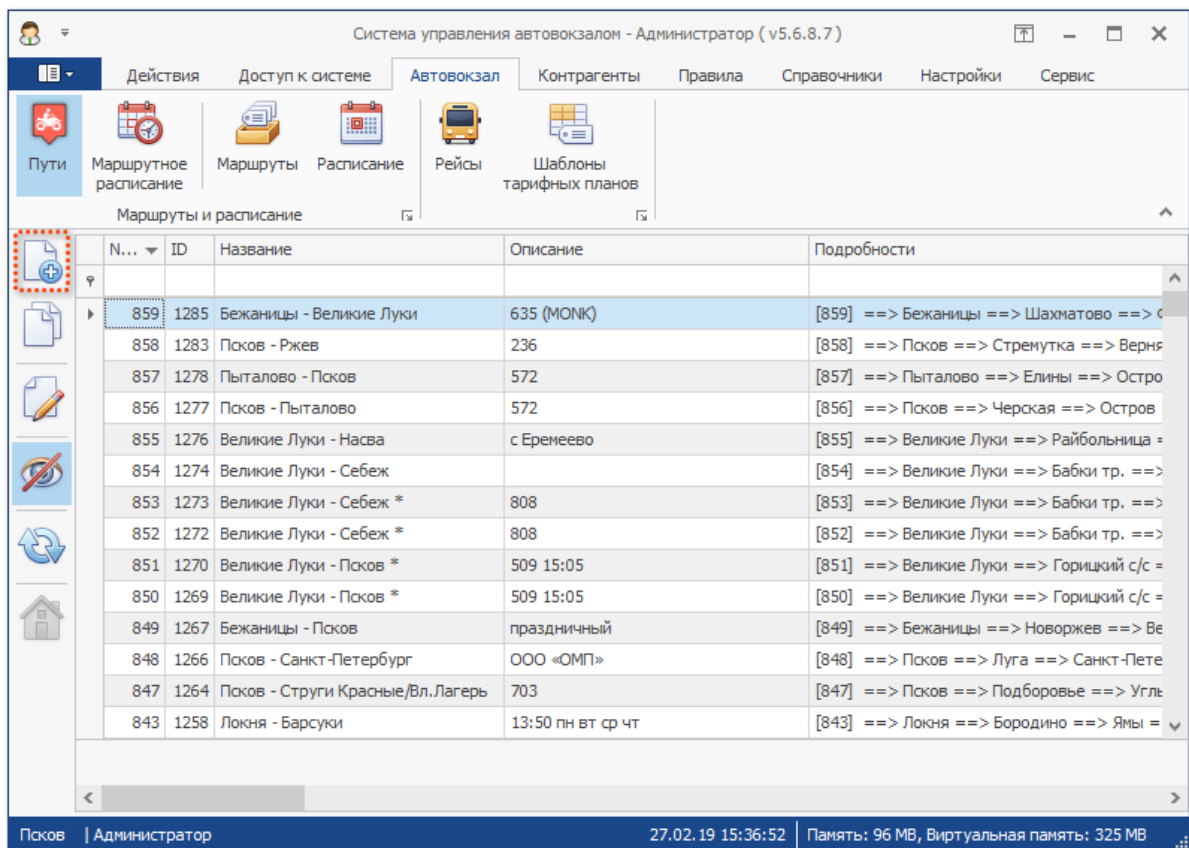 Система управления автовокзалом - Администратор ( v5.6.8.7 )
Действия Доступ к системе Автовокзал Контрагенты Правила Справочники Настройки Сервис
Пути Маршрутное расписание Маршруты Расписание Рейсы Шаблоны тарифных планов
Маршруты и расписание
N... ID Название Описание Подробности
859 1285 Бежаницы - Великие Луки 635 (MONK) [859] ==> Бежаницы ==> Шахматово ==>
858 1283 Псков - Ржев 236 [858] ==> Псков ==> Стремутка ==> Верня
857 1278 Пыталово - Псков 572 [857] ==> Пыталово ==> Елины ==> Остро
856 1277 Псков - Пыталово 572 [856] ==> Псков ==> Черская ==> Остров
855 1276 Великие Луки - Насва с Еремеево [855] ==> Великие Луки ==> Райбольница =
854 1274 Великие Луки - Себеж [854] ==> Великие Луки ==> Бабки тр. ==>
853 1273 Великие Луки - Себеж * 808 [853] ==> Великие Луки ==> Бабки тр. ==>
852 1272 Великие Луки - Себеж * 808 [852] ==> Великие Луки ==> Бабки тр. ==>
851 1270 Великие Луки - Псков * 509 15:05 [851] ==> Великие Луки ==> Горицкий с/с =
850 1269 Великие Луки - Псков * 509 15:05 [850] ==> Великие Луки ==> Горицкий с/с =
849 1267 Бежаницы - Псков праздничный [849] ==> Бежаницы ==> Новоржев ==> Ве
848 1266 Псков - Санкт-Петербург ООО «ОМП» [848] ==> Псков ==> Луга ==> Санкт-Пете
847 1264 Псков - Струги Красные/Вл.Лагерь 703 [847] ==> Псков ==> Подборовье ==> Углы
843 1258 Локня - Барсуки 13:50 пн вт ср чт [843] ==> Локня ==> Бородино ==> Ямы =
Псков | Администратор 27.02.19 15:36:52 | Память: 96 MB, Виртуальная память: 325 MB